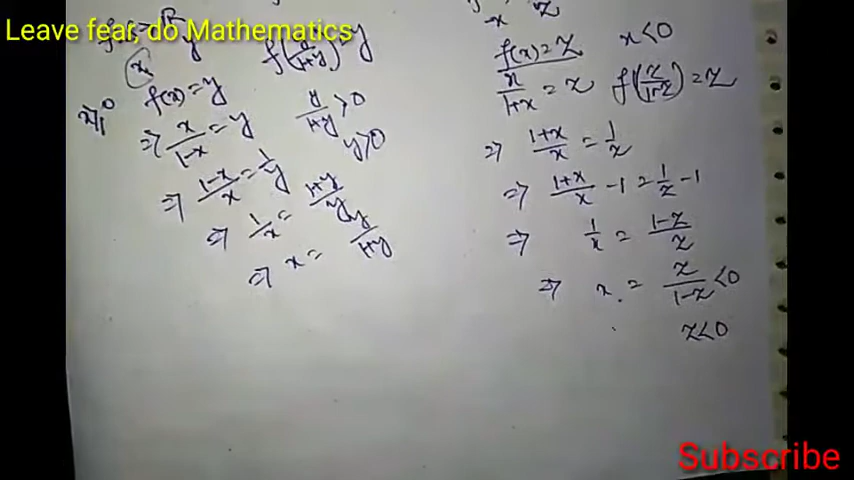 Leave fear, do Mathematics
f(y/1+y) = y
f(x) = y
y/1+y > 0
⇒ x/1-x = y
y>0
⇒ 1-x/x = 1/y
⇒ 1/x = 1+y/y
⇒ x = y/1+y
-x z
f(x) = z x<0
x/1+x = z f(z/1-z) = z
⇒ 1+x/x = 1/z
⇒ 1+x/x - 1 = 1/z - 1
⇒ 1/x = 1-z/z
⇒ x = z/1-z < 0
z<0
Subscribe